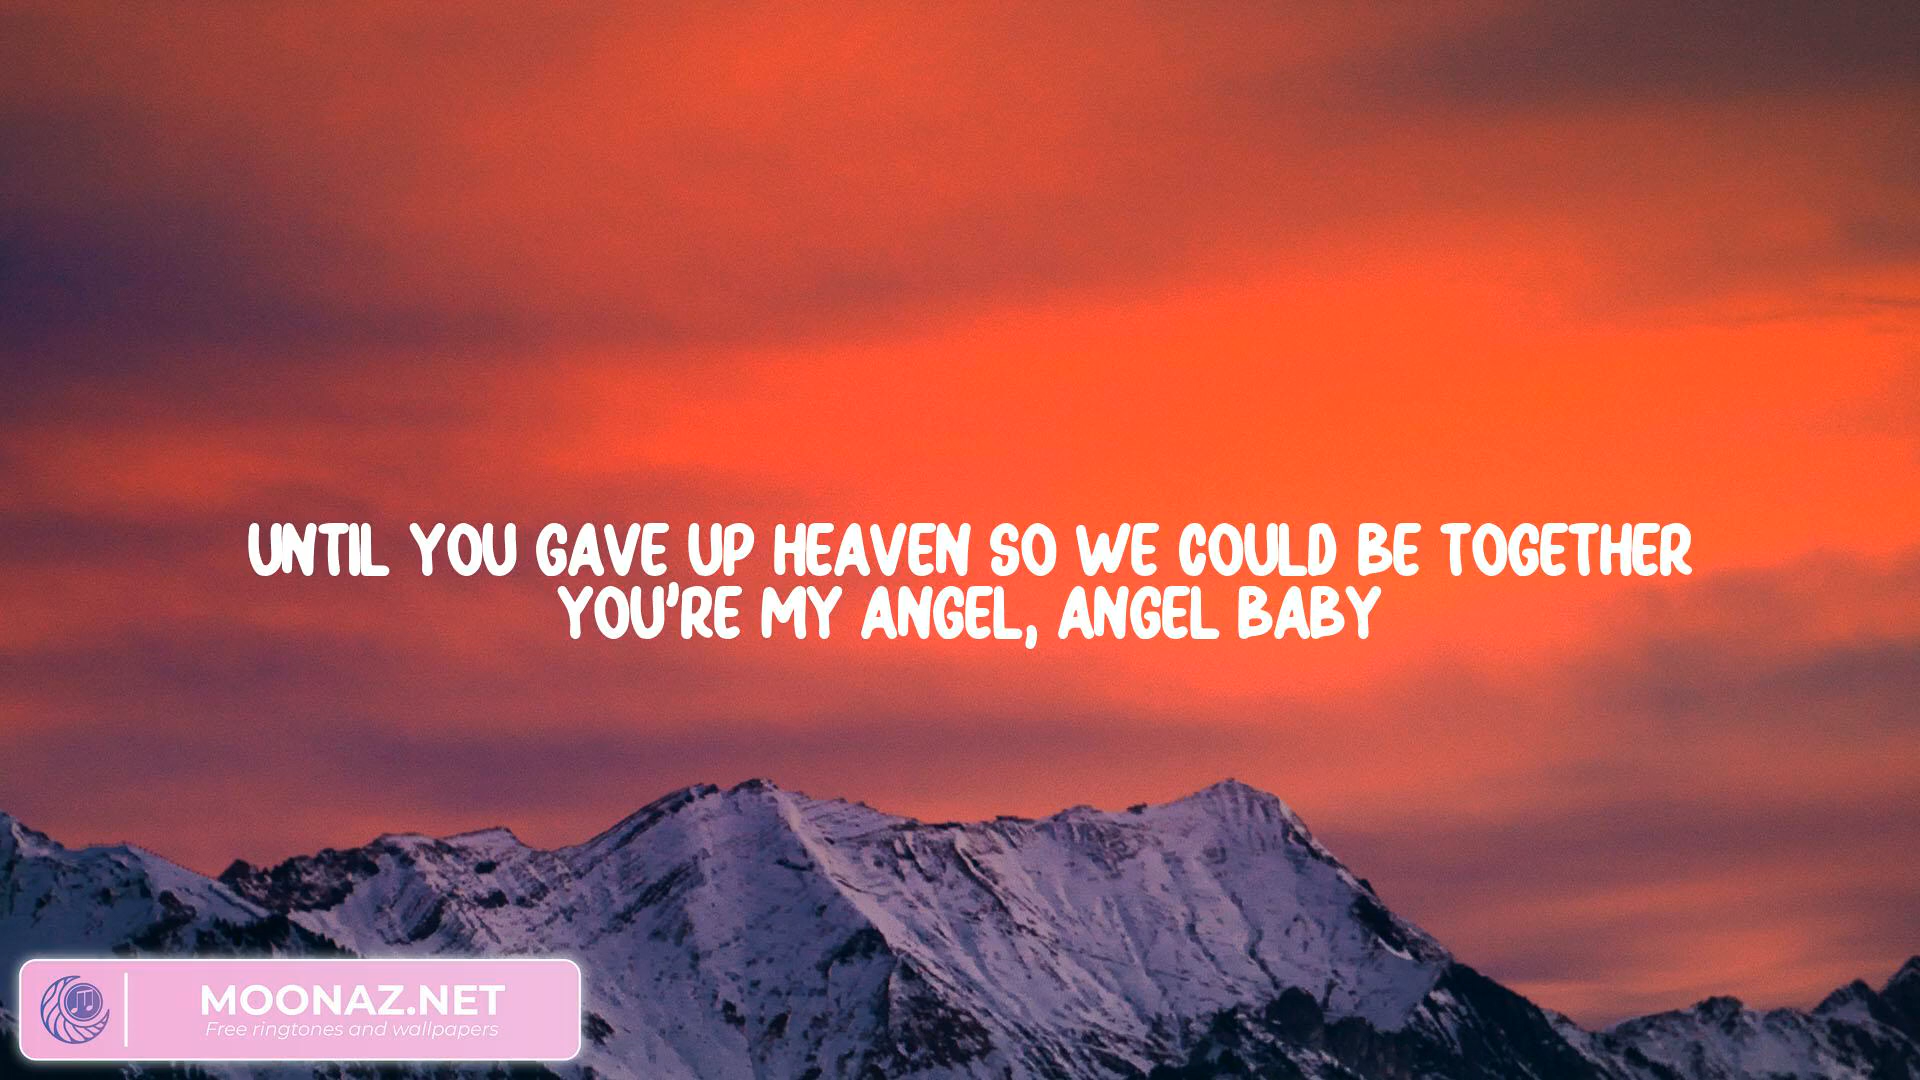 UNTIL YOU GAVE UP HEAVEN SO WE COULD BE TOGETHER
YOU'RE MY ANGEL, ANGEL BABY
MOONAZ.NET
Free ringtones and wallpapers